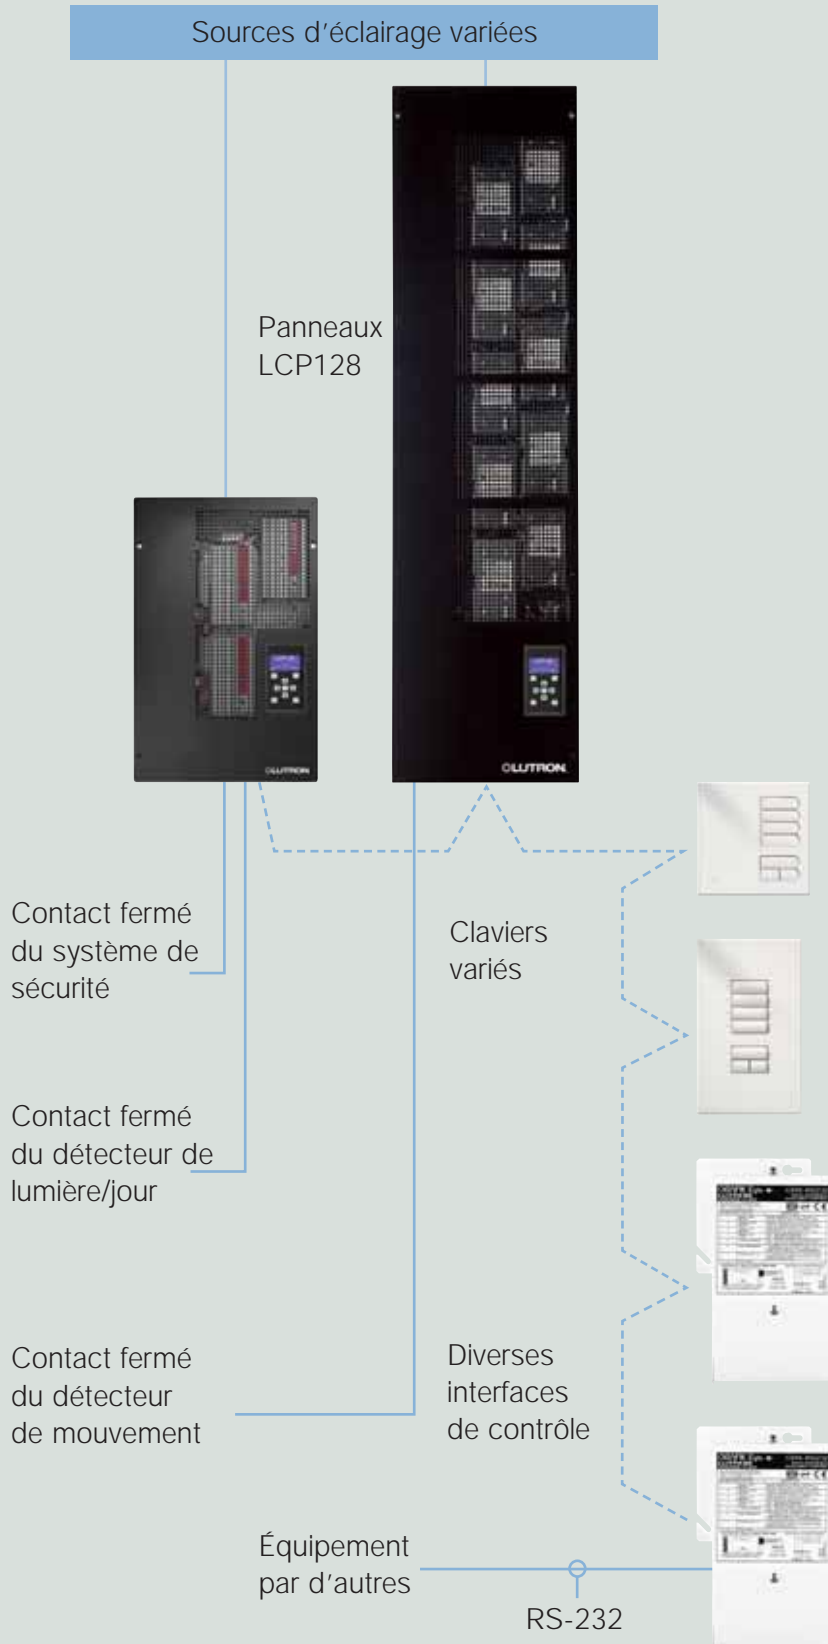 Sources d'éclairage variées
Panneaux
LCP128
LUTRON
LUTRON
Contact fermé
du système de
sécurité
Claviers
variés
Contact fermé
du détecteur de
lumière/jour
Contact fermé
du détecteur
de mouvement
Diverses
interfaces
de contrôle
Équipement
par d'autres
RS-232